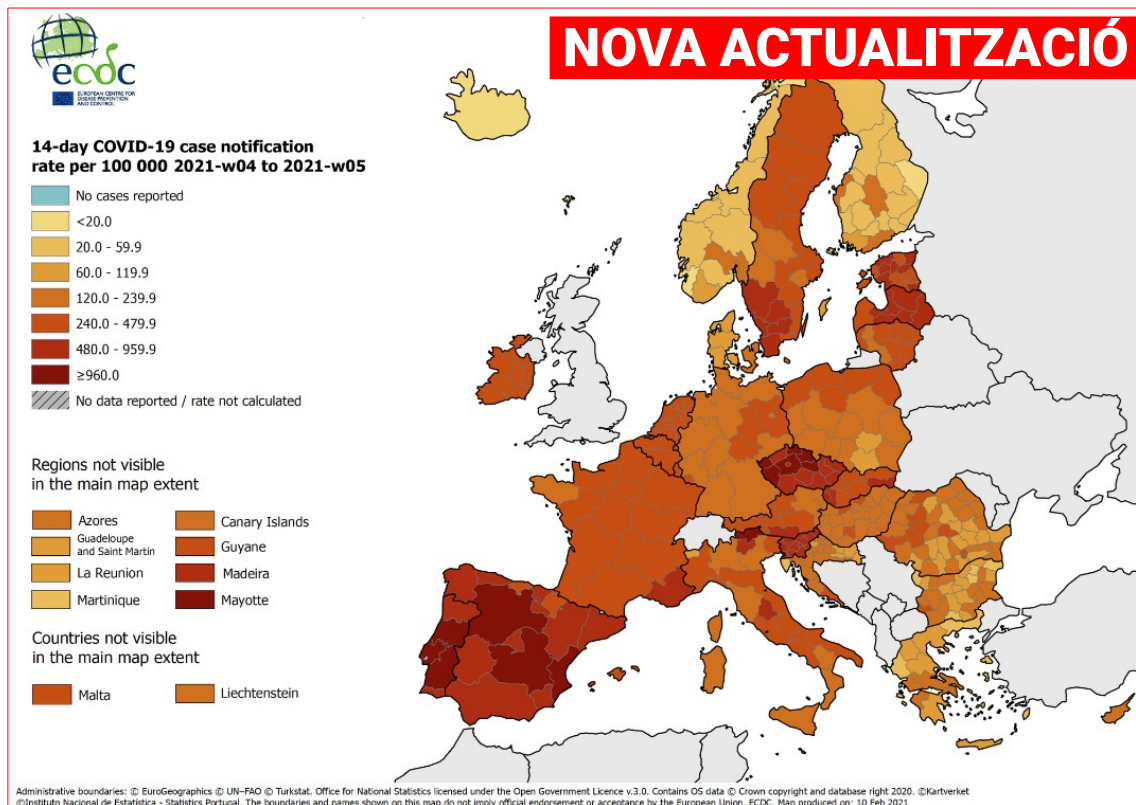 NOVA ACTUALITZACIÓ
ecdc
EUROPEAN CENTRE FOR
DISEASE PREVENTION
AND CONTROL
14-day COVID-19 case notification
rate per 100 000 2021-w04 to 2021-w05
No cases reported
<20.0
20.0 - 59.9
60.0 - 119.9
120.0 - 239.9
240.0 - 479.9
480.0 - 959.9
≥960.0
No data reported / rate not calculated
Regions not visible
in the main map extent
Azores
Canary Islands
Guadeloupe
and Saint Martin
Guyane
La Reunion
Madeira
Martinique
Mayotte
Countries not visible
in the main map extent
Malta
Liechtenstein
Administrative boundaries: © EuroGeographics © UN–FAO © Turkstat. Office for National Statistics licensed under the Open Government Licence v.3.0. Contains OS data © Crown copyright and database right 2020. ©Kartverket
©Instituto Nacional de Estatística - Statistics Portugal. The boundaries and names shown on this map do not imply official endorsement or acceptance by the European Union. ECDC. Map produced on: 10 Feb 2021